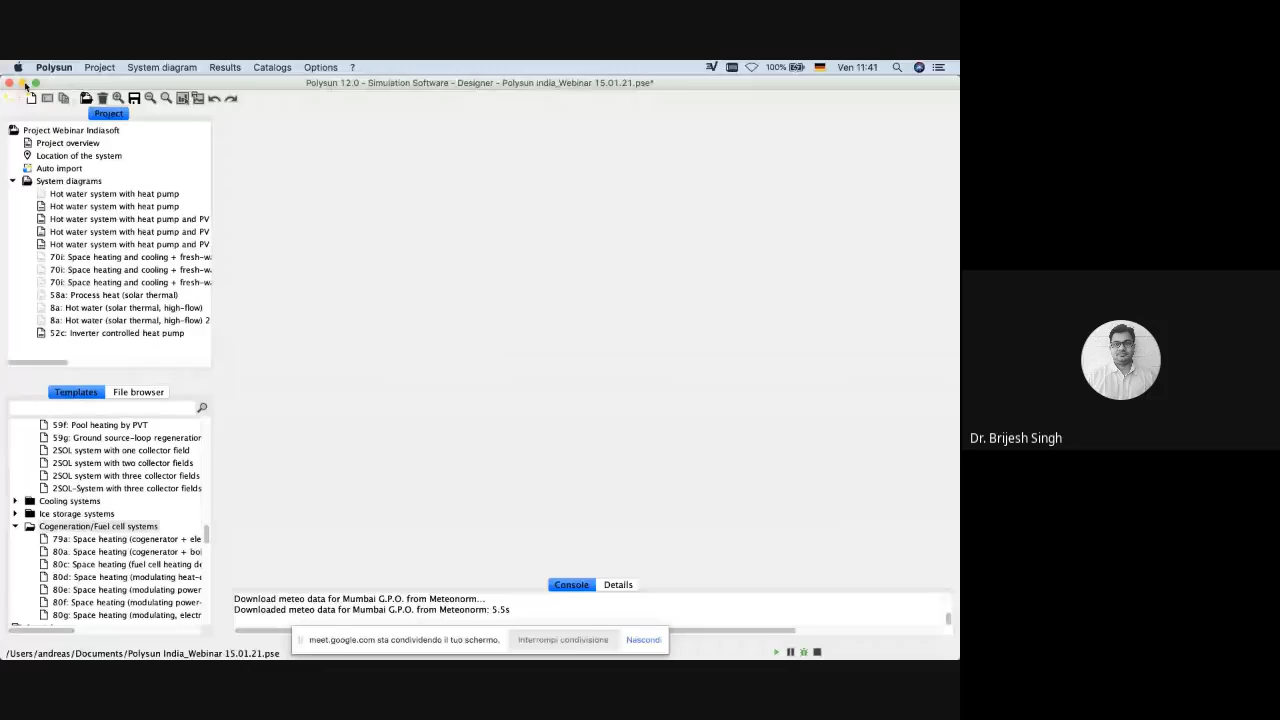 Polysun Project System diagram Results Catalogs Options ? 100% Ven 11:41
Polysun 12.0 - Simulation Software - Designer - Polysun india_Webinar 15.01.21.pse*
Project
Project Webinar Indiasoft
Project overview
Location of the system
Auto import
System diagrams
Hot water system with heat pump
Hot water system with heat pump
Hot water system with heat pump and PV
Hot water system with heat pump and PV
Hot water system with heat pump and PV
70i: Space heating and cooling + fresh-wa
70i: Space heating and cooling + fresh-wa
70i: Space heating and cooling + fresh-wa
58a: Process heat (solar thermal)
8a: Hot water (solar thermal, high-flow)
8a: Hot water (solar thermal, high-flow) 2
52c: Inverter controlled heat pump
Templates File browser
59f: Pool heating by PVT
59g: Ground source-loop regeneration
2SOL system with one collector field
2SOL system with two collector fields
2SOL system with three collector fields
2SOL-System with three collector fields
Cooling systems
Ice storage systems
Cogeneration/Fuel cell systems
79a: Space heating (cogenerator + ele
80a: Space heating (cogenerator + boi
80c: Space heating (fuel cell heating de
80d: Space heating (modulating heat-c
80e: Space heating (modulating power
80f: Space heating (modulating power-
80g: Space heating (modulating, electr
Console Details
Download meteo data for Mumbai G.P.O. from Meteonorm...
Downloaded meteo data for Mumbai G.P.O. from Meteonorm: 5.5s
meet.google.com sta condividendo il tuo schermo. Interrompi condivisione Nascondi
/Users/andreas/Documents/Polysun India_Webinar 15.01.21.pse
Dr. Brijesh Singh